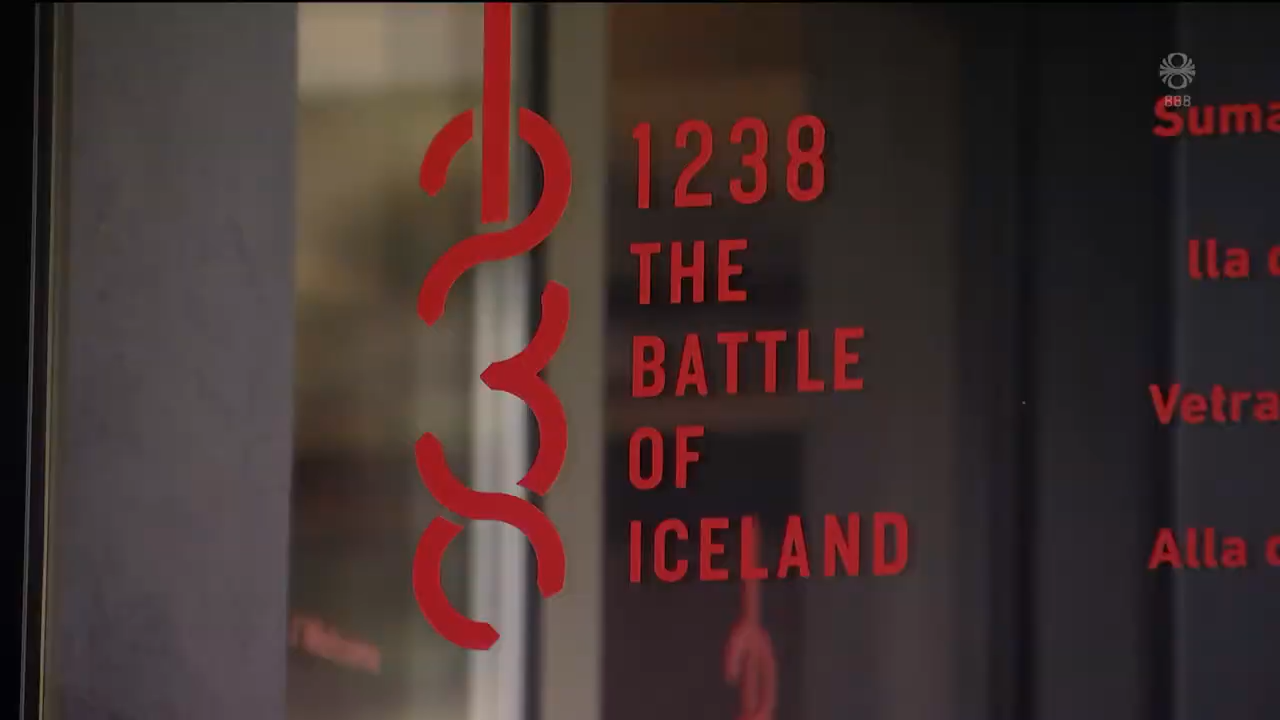 1238
THE
BATTLE
OF
ICELAND
Suma
lla
Vetra
Alla